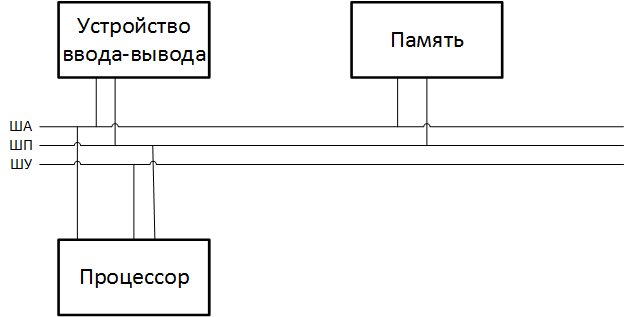 Устройство
ввода-вывода
Память
ША
ШП
ШУ
Процессор